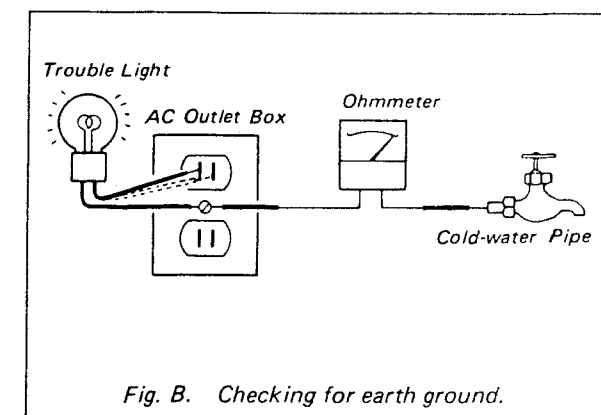 Trouble Light
AC Outlet Box
Ohmmeter
Cold-water Pipe
Fig. B. Checking for earth ground.